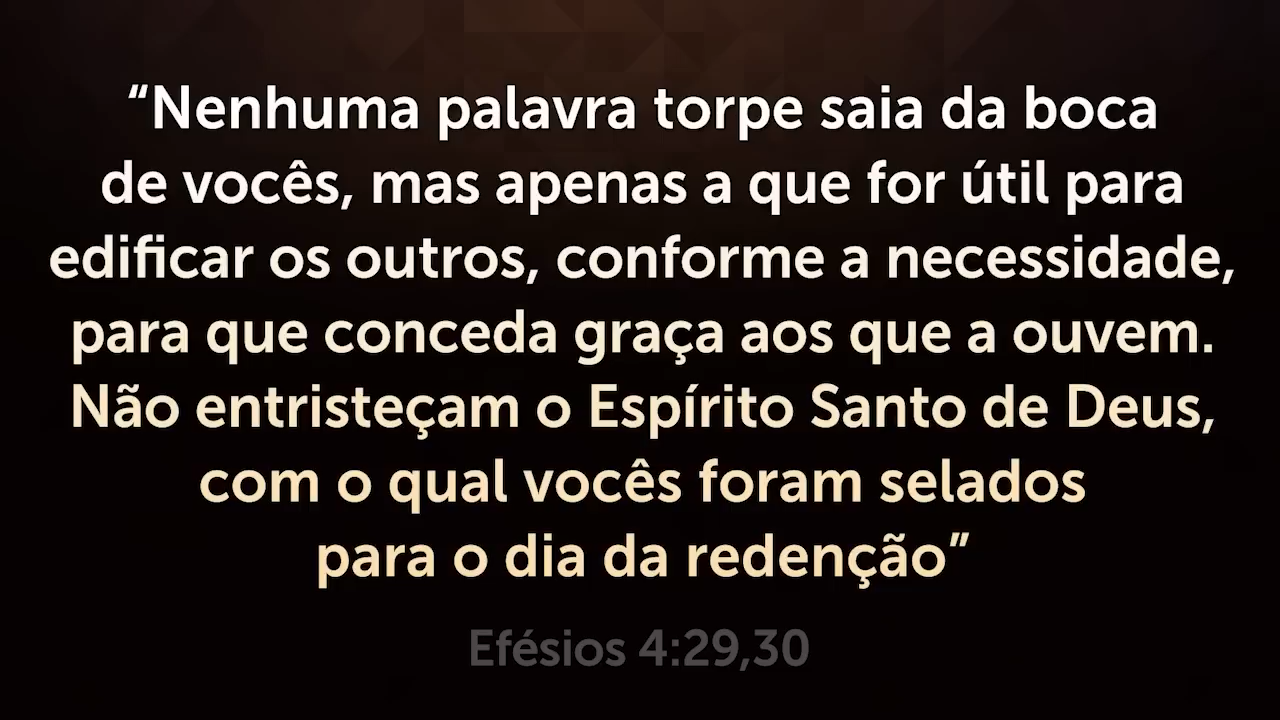 “Nenhuma palavra torpe saia da boca
de vocês, mas apenas a que for útil para
edificar os outros, conforme a necessidade,
para que conceda graça aos que a ouvem.
Não entristeçam o Espírito Santo de Deus,
com o qual vocês foram selados
para o dia da redenção”
Efésios 4:29,30